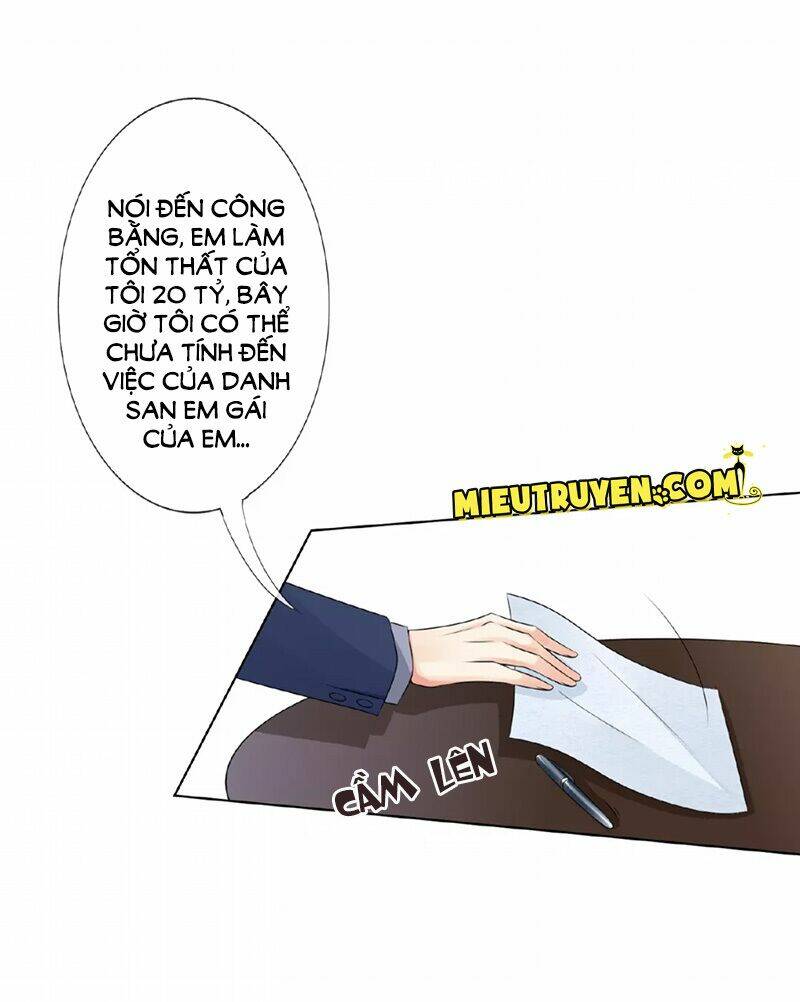 NÓI ĐẾN CÔNG
BẰNG, EM LÀM
TỔN THẤT CỦA
TÔI 20 TỶ, BÂY
GIỜ TÔI CÓ THỂ
CHƯA TÍNH ĐẾN
VIỆC CỦA DANH
SAN EM GÁI
CỦA EM...
MIEUTRUYEN.COM
CẦM LÊN